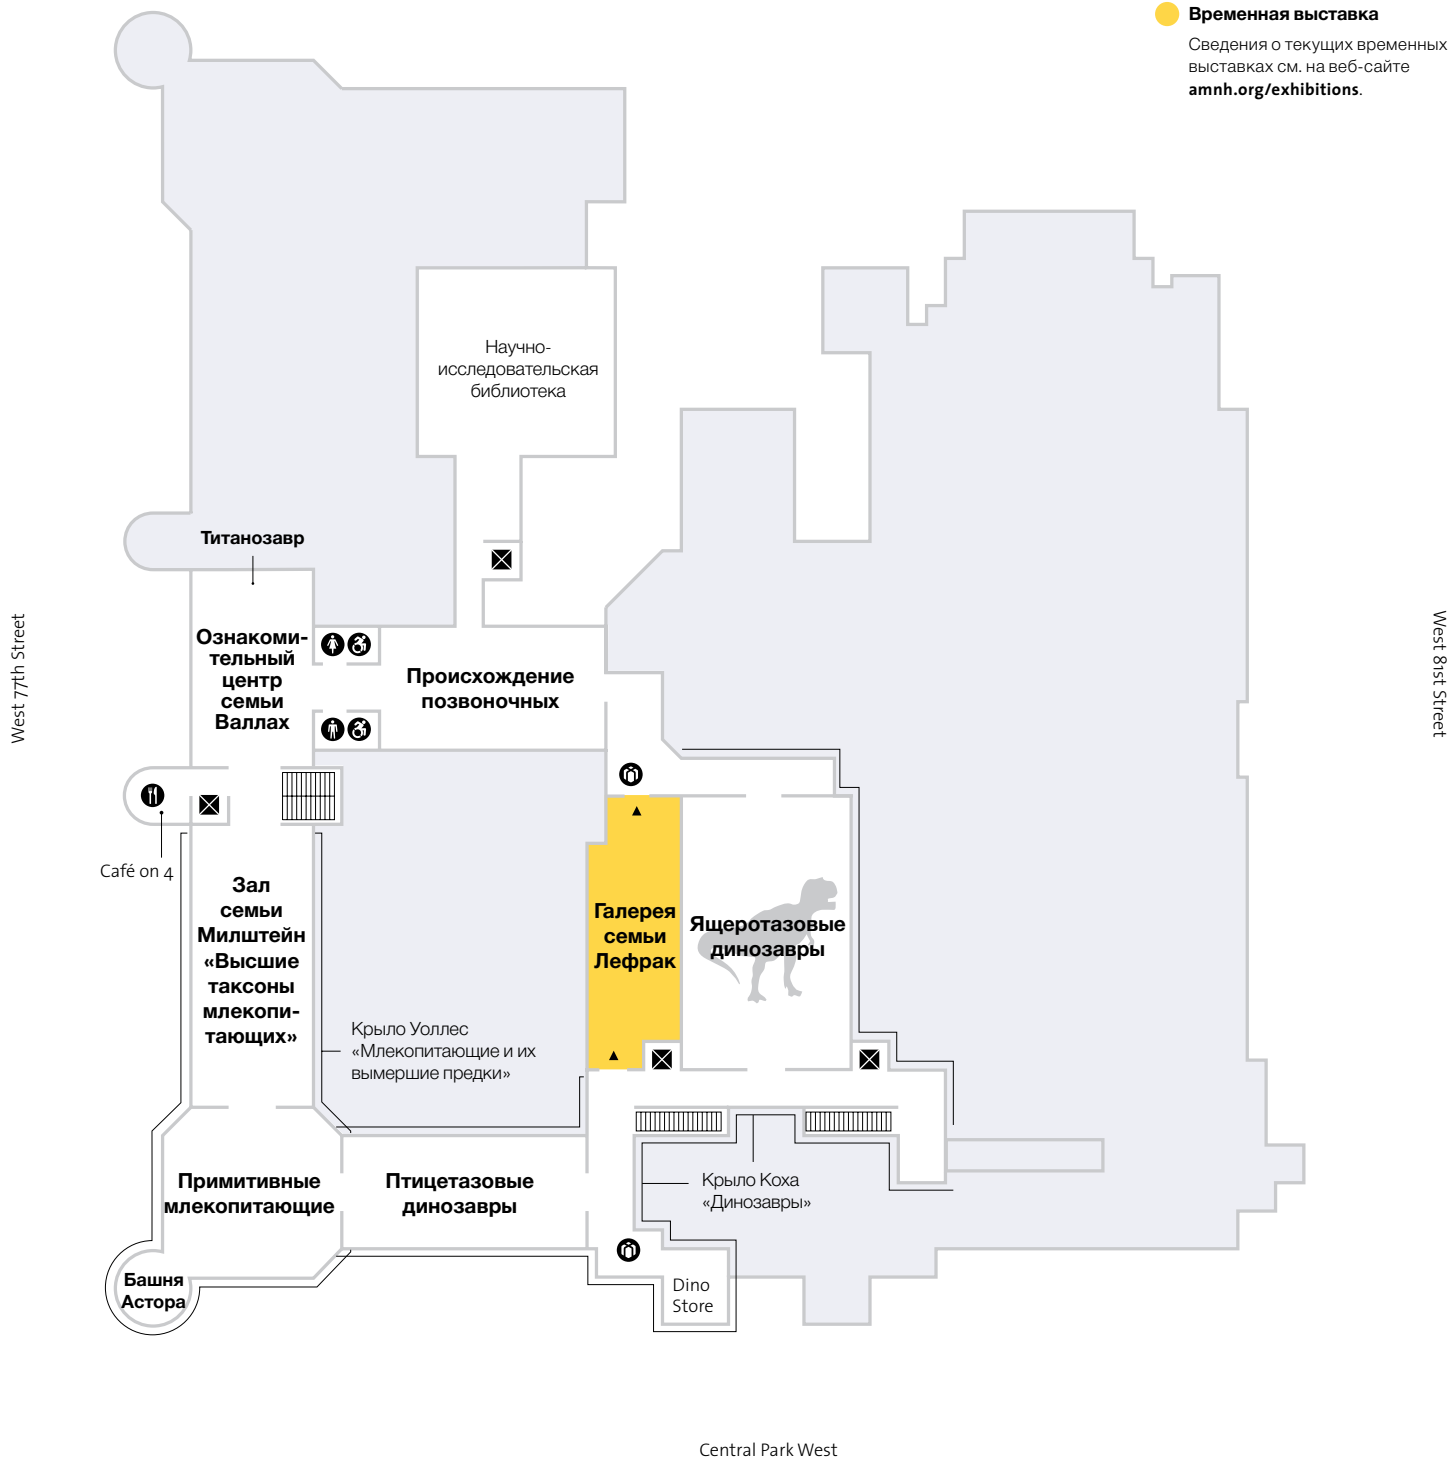 Временная выставка
Сведения о текущих временных
выставках см. на веб-сайте
amnh.org/exhibitions.
Научно-
исследовательская
библиотека
Титанозавр
West 77th Street
West 81st Street
Ознакоми-
тельный
центр
семьи
Валлах
Происхождение
позвоночных
Café on 4
Зал
семьи
Милштейн
«Высшие
таксоны
млекопи-
тающих»
Галерея
семьи
Лефрак
Ящеротазовые
динозавры
Крыло Уоллес
«Млекопитающие и их
вымершие предки»
Примитивные
млекопитающие
Птицетазовые
динозавры
Крыло Коха
«Динозавры»
Башня
Астора
Dino
Store
Central Park West